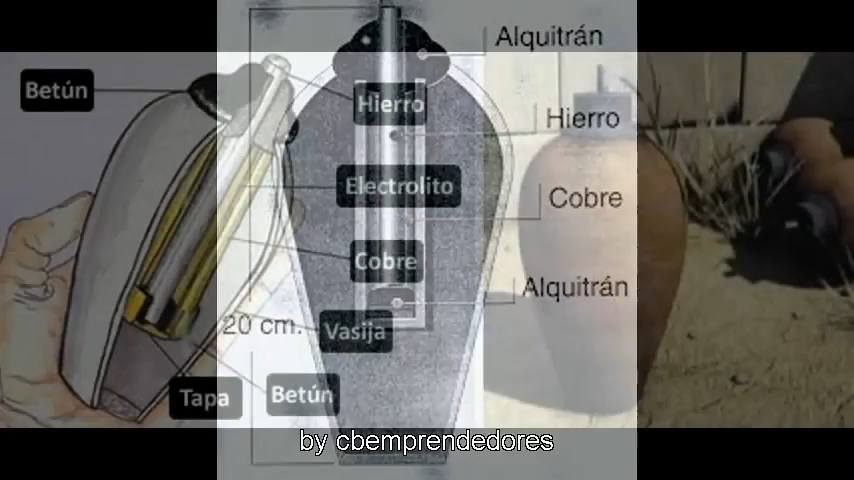 Alquitrán
Betún
Hierro
Hierro
Electrolito
Cobre
Cobre
Alquitrán
20 cm.
Vasija
Tapa
Betún
by cbemprendedores